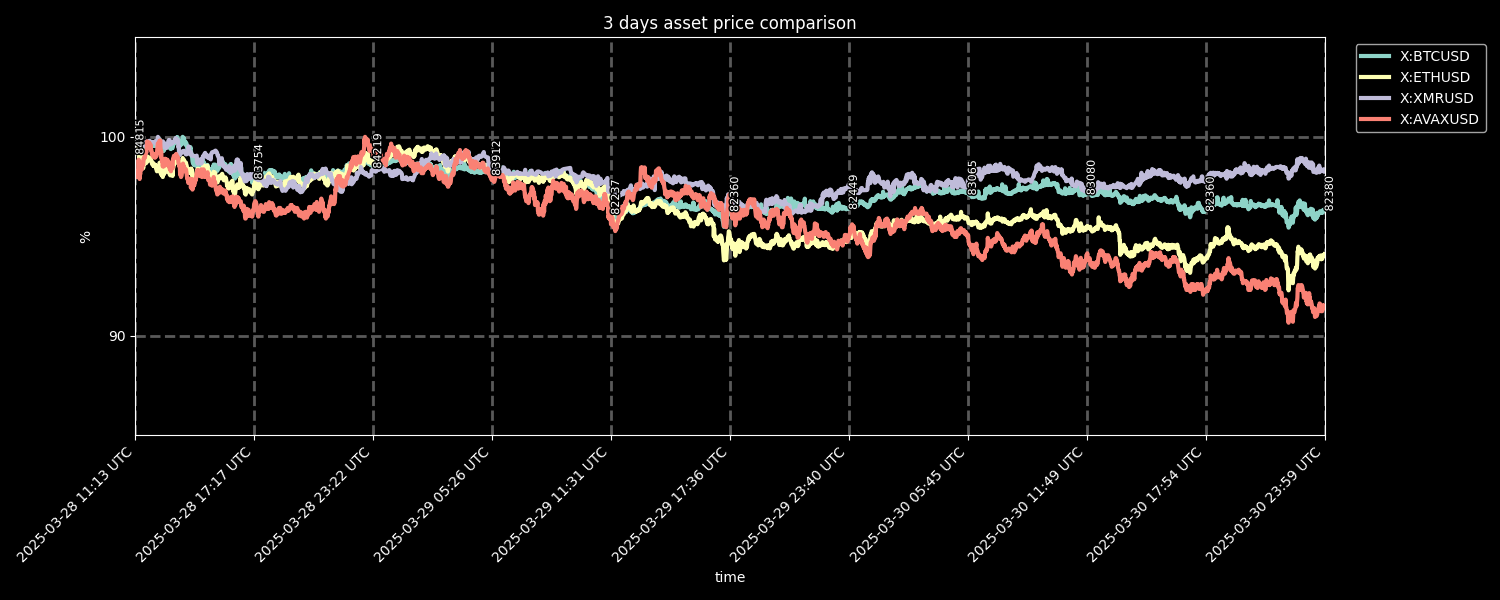 3 days asset price comparison
X:BTCUSD
X:ETHUSD
X:XMRUSD
X:AVAXUSD
%
100
90
84815
83754
84219
83912
82237
82360
82449
83065
83080
82360
82380
2025-03-28 11:13 UTC
2025-03-28 17:17 UTC
2025-03-28 23:22 UTC
2025-03-29 05:26 UTC
2025-03-29 11:31 UTC
2025-03-29 17:36 UTC
2025-03-29 23:40 UTC
2025-03-30 05:45 UTC
2025-03-30 11:49 UTC
2025-03-30 17:54 UTC
2025-03-30 23:59 UTC
time